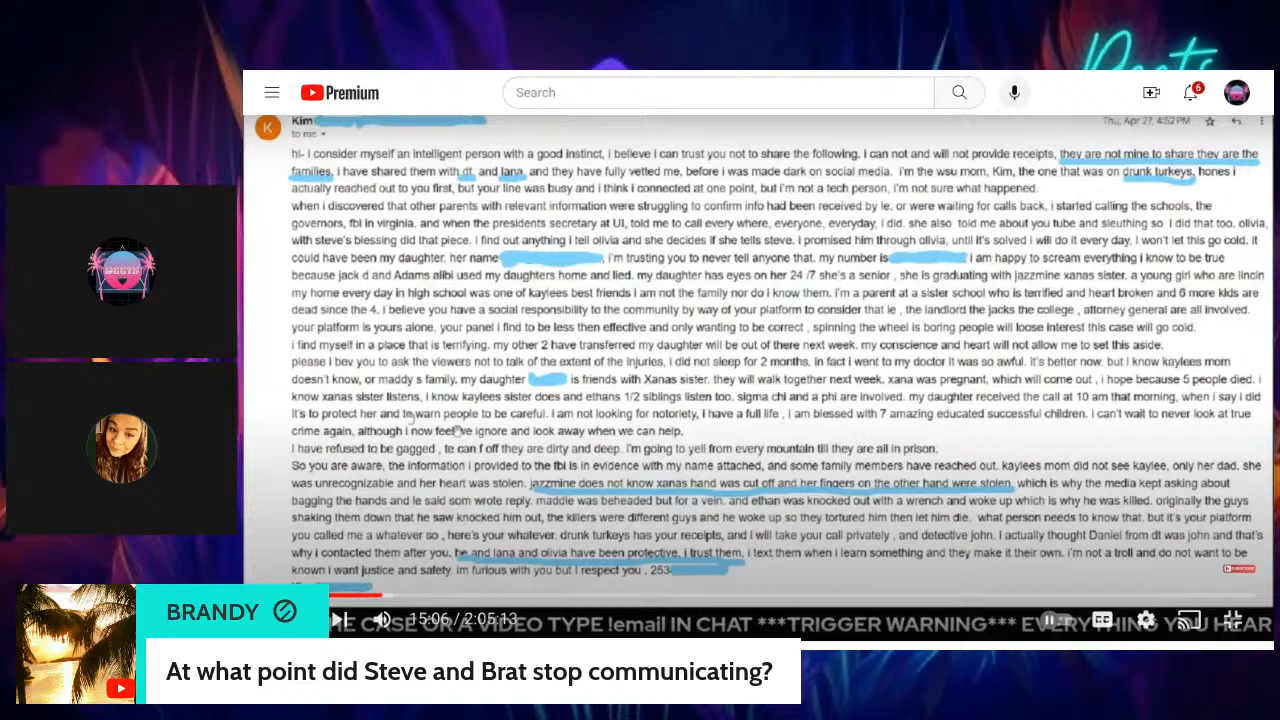 Premium
Search
6
K
Kim
Thu, Apr 27, 4:52 PM
to me
hi- i consider myself an intelligent person with a good instinct, i believe i can trust you not to share the following. i can not and will not provide receipts, they are not mine to share they are the
families, i have shared them with dt, and lana, and they have fully vetted me, before i was made dark on social media. i'm the wsu mom, Kim, the one that was on drunk turkeys, hones i
actually reached out to you first, but your line was busy and i think i connected at one point, but i'm not a tech person, i'm not sure what happened.
when i discovered that other parents with relevant information were struggling to confirm info had been received by le, or were waiting for calls back, i started calling the schools, the
governors, fbi in virginia. and when the presidents secretary at UI, told me to call every where, everyone, everyday, i did. she also told me about you tube and sleuthing so i did that too. olivia,
with steve's blessing did that piece. i find out anything i tell olivia and she decides if she tells steve. i promised him through olivia, until it's solved i will do it every day, i won't let this go cold. it
could have been my daughter. her name , i'm trusting you to never tell anyone that. my number is i am happy to scream everything i know to be true
because jack d and Adams alibi used my daughters home and lied. my daughter has eyes on her 24 /7 she's a senior , she is graduating with jazzmine xanas sister. a young girl who are lincin
my home every day in high school was one of kaylees best friends i am not the family nor do i know them. i'm a parent at a sister school who is terrified and heart broken and 6 more kids are
dead since the 4. i believe you have a social responsibility to the community by way of your platform to consider that le , the landlord the jacks the college , attorney general are all involved.
your platform is yours alone, your panel i find to be less then effective and only wanting to be correct , spinning the wheel is boring people will loose interest this case will go cold.
i find myself in a place that is terrifying. my other 2 have transferred my daughter will be out of there next week. my conscience and heart will not allow me to set this aside.
please i bev you to ask the viewers not to talk of the extent of the injuries, i did not sleep for 2 months. in fact i went to my doctor it was so awful. it's better now. but i know kaylees mom
doesn't know, or maddy s family. my daughter is friends with Xanas sister. they will walk together next week. xana was pregnant, which will come out , i hope because 5 people died. i
know xanas sister listens, i know kaylees sister does and ethans 1/2 siblings listen too. sigma chi and a phi are involved. my daughter received the call at 10 am that morning, when i say i did
it's to protect her and to warn people to be careful. i am not looking for notoriety, i have a full life , i am blessed with 7 amazing educated successful children. i can't wait to never look at true
crime again, although i now feel we ignore and look away when we can help.
I have refused to be gagged , te can f off they are dirty and deep. i'm going to yell from every mountain till they are all in prison.
So you are aware, the information i provided to the fbi is in evidence with my name attached, and some family members have reached out. kaylees mom did not see kaylee, only her dad. she
was unrecognizable and her heart was stolen. jazzmine does not know xanas hand was cut off and her fingers on the other hand were stolen, which is why the media kept asking about
bagging the hands and le said som wrote reply. maddie was beheaded but for a vein. and ethan was knocked out with a wrench and woke up which is why he was killed. originally the guys
shaking them down that he saw knocked him out, the killers were different guys and he woke up so they tortured him then let him die. what person needs to know that. but it's your platform
you called me a whatever so , here's your whatever. drunk turkeys has your receipts, and i will take your call privately , and detective john. i actually thought Daniel from dt was john and that's
why i contacted them after you. he and lana and olivia have been protective, i trust them, i text them when i learn something and they make it their own. i'm not a troll and do not want to be
known i want justice and safety. im furious with you but I respect you . 253
SUBSCRIBE
15:06 / 2:05:13
HE CASE OR A VIDEO TYPE !email IN CHAT ***TRIGGER WARNING*** EVERYTHING YOU HEAR
BRANDY
At what point did Steve and Brat stop communicating?